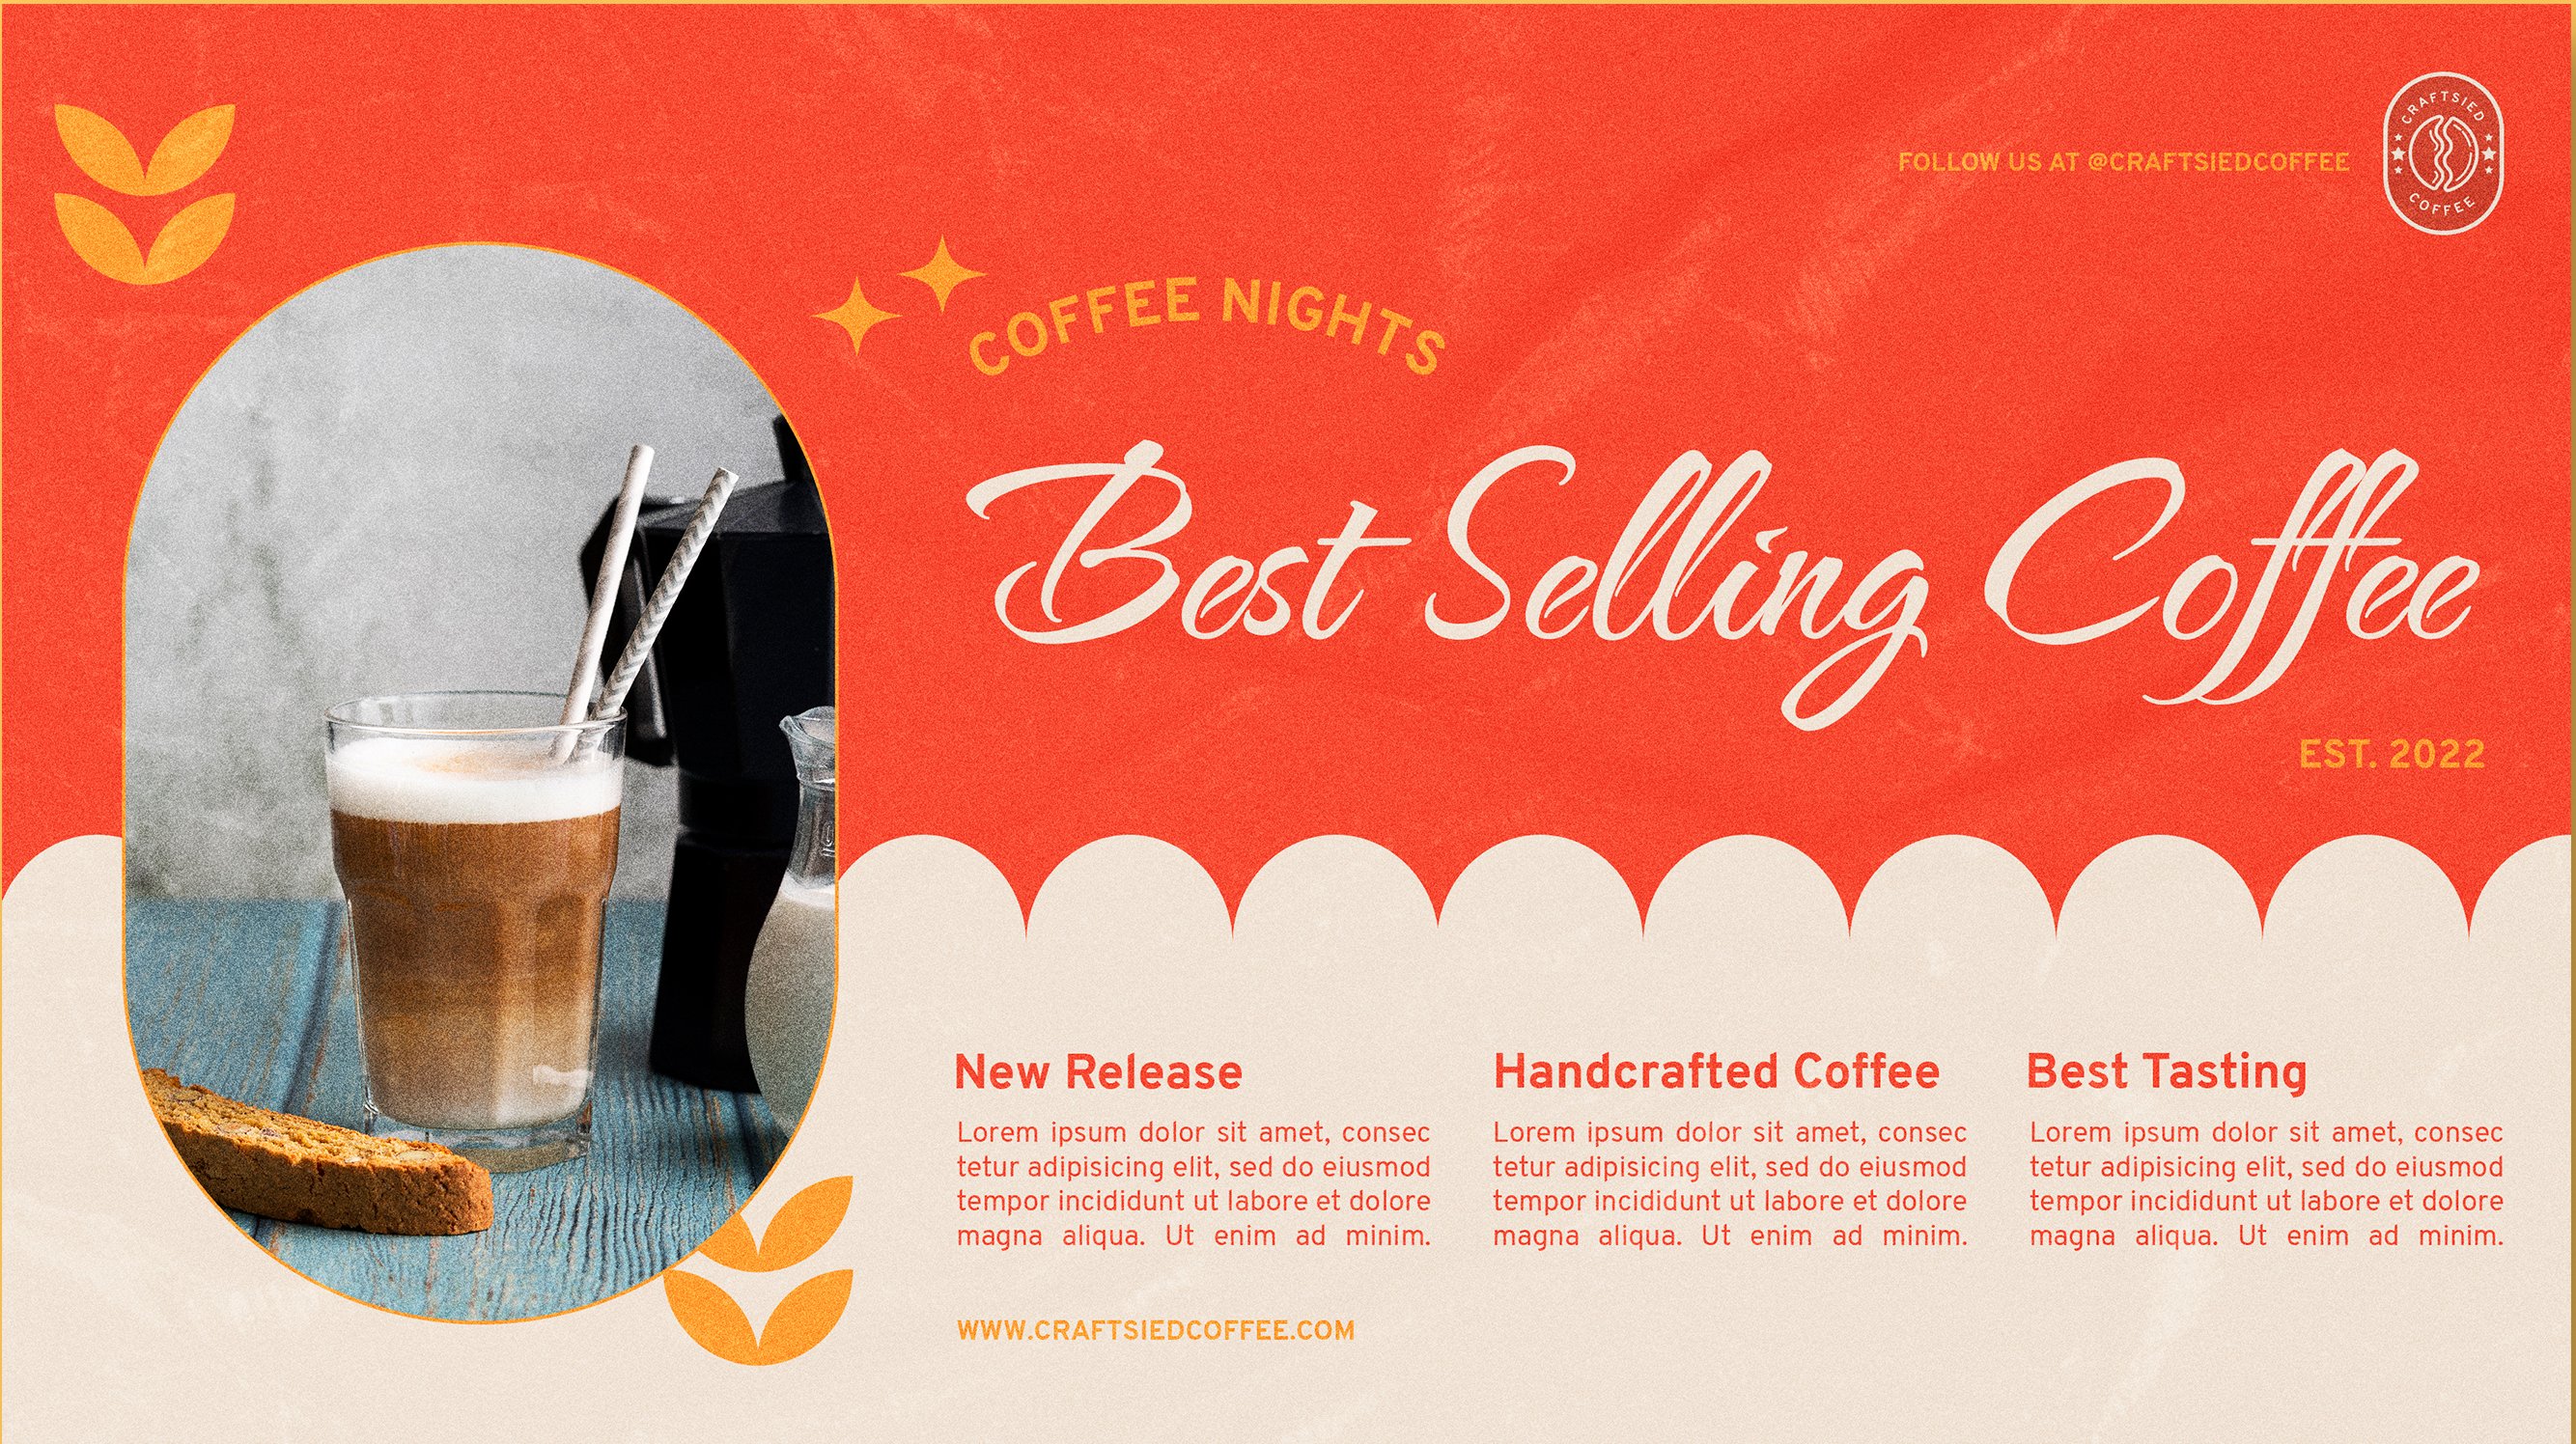 FOLLOW US AT @CRAFTSIEDCOFFEE
CRAFTSIED
COFFEE
COFFEE NIGHTS
Best Selling Coffee
EST. 2022
New Release
Lorem ipsum dolor sit amet, consec
tetur adipisicing elit, sed do eiusmod
tempor incididunt ut labore et dolore
magna aliqua. Ut enim ad minim.
Handcrafted Coffee
Lorem ipsum dolor sit amet, consec
tetur adipisicing elit, sed do eiusmod
tempor incididunt ut labore et dolore
magna aliqua. Ut enim ad minim.
Best Tasting
Lorem ipsum dolor sit amet, consec
tetur adipisicing elit, sed do eiusmod
tempor incididunt ut labore et dolore
magna aliqua. Ut enim ad minim.
WWW.CRAFTSIEDCOFFEE.COM